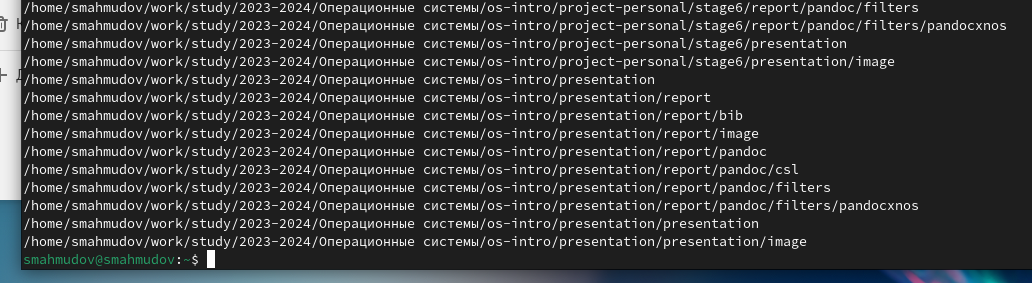 /home/smahmudov/work/study/2023-2024/Операционные системы/os-intro/project-personal/stage6/report/pandoc/filters
/home/smahmudov/work/study/2023-2024/Операционные системы/os-intro/project-personal/stage6/report/pandoc/filters/pandocxnos
/home/smahmudov/work/study/2023-2024/Операционные системы/os-intro/project-personal/stage6/presentation
/home/smahmudov/work/study/2023-2024/Операционные системы/os-intro/project-personal/stage6/presentation/image
/home/smahmudov/work/study/2023-2024/Операционные системы/os-intro/presentation
/home/smahmudov/work/study/2023-2024/Операционные системы/os-intro/presentation/report
/home/smahmudov/work/study/2023-2024/Операционные системы/os-intro/presentation/report/bib
/home/smahmudov/work/study/2023-2024/Операционные системы/os-intro/presentation/report/image
/home/smahmudov/work/study/2023-2024/Операционные системы/os-intro/presentation/report/pandoc
/home/smahmudov/work/study/2023-2024/Операционные системы/os-intro/presentation/report/pandoc/csl
/home/smahmudov/work/study/2023-2024/Операционные системы/os-intro/presentation/report/pandoc/filters
/home/smahmudov/work/study/2023-2024/Операционные системы/os-intro/presentation/report/pandoc/filters/pandocxnos
/home/smahmudov/work/study/2023-2024/Операционные системы/os-intro/presentation/presentation
/home/smahmudov/work/study/2023-2024/Операционные системы/os-intro/presentation/presentation/image
smahmudov@smahmudov:~$